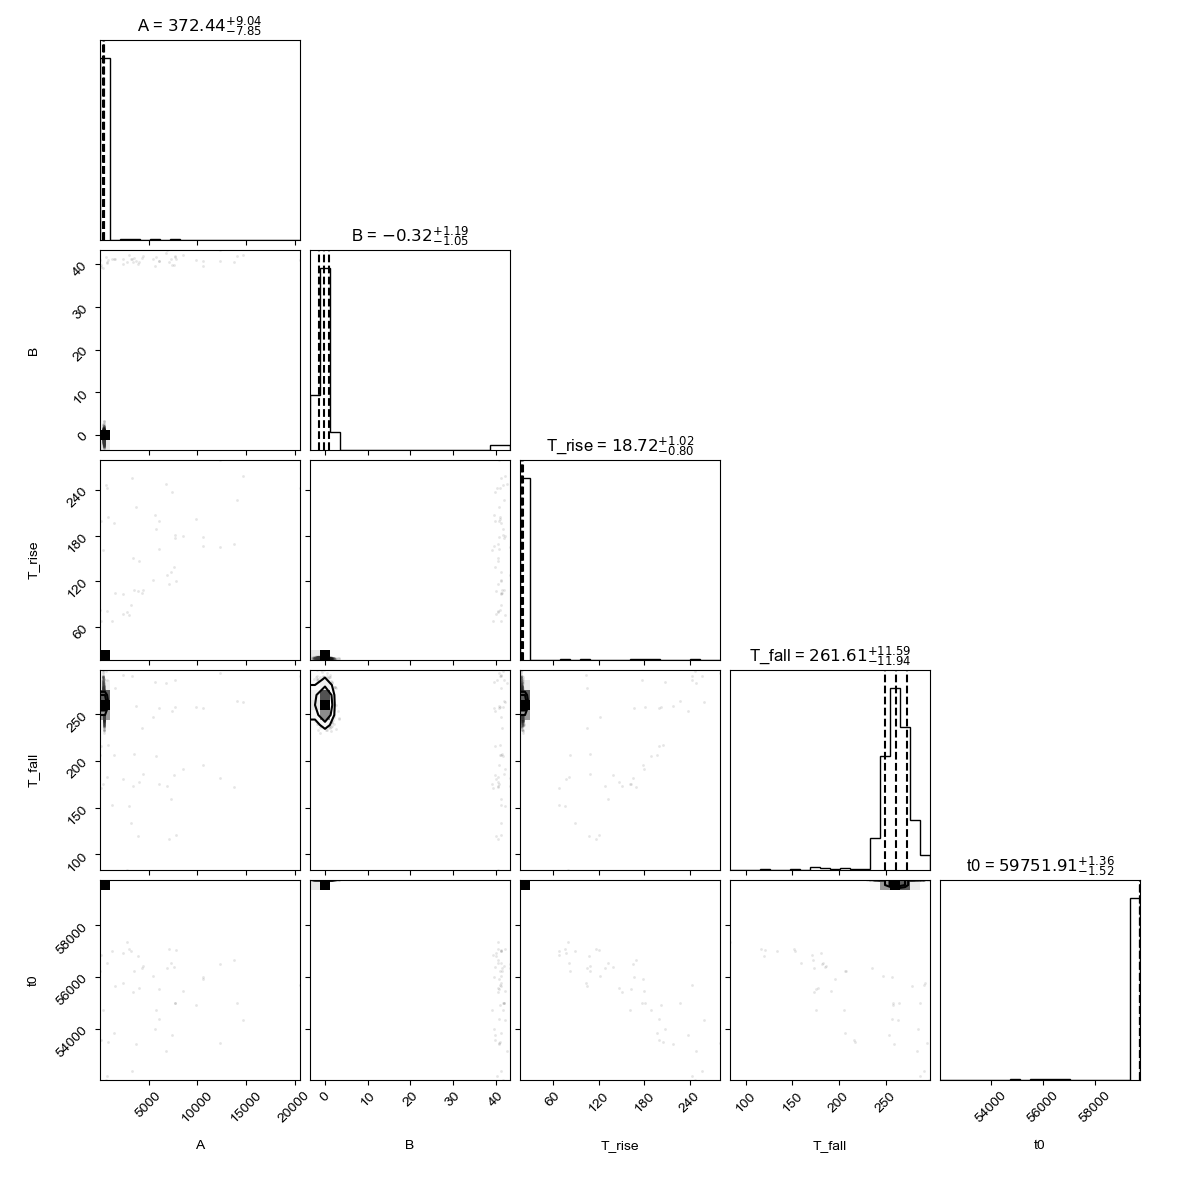 A = 372.44 +9.04 −7.85
B = −0.32 +1.19 −1.05
40
30
20
10
0
B
T_rise = 18.72 +1.02 −0.80
240
180
120
60
T_rise
T_fall = 261.61 +11.59 −11.94
250
200
150
100
T_fall
t0 = 59751.91 +1.36 −1.52
58000
56000
54000
t0
5000 10000 15000 20000 0 10 20 30 40 60 120 180 240 100 150 200 250 54000 56000 58000
A B T_rise T_fall t0